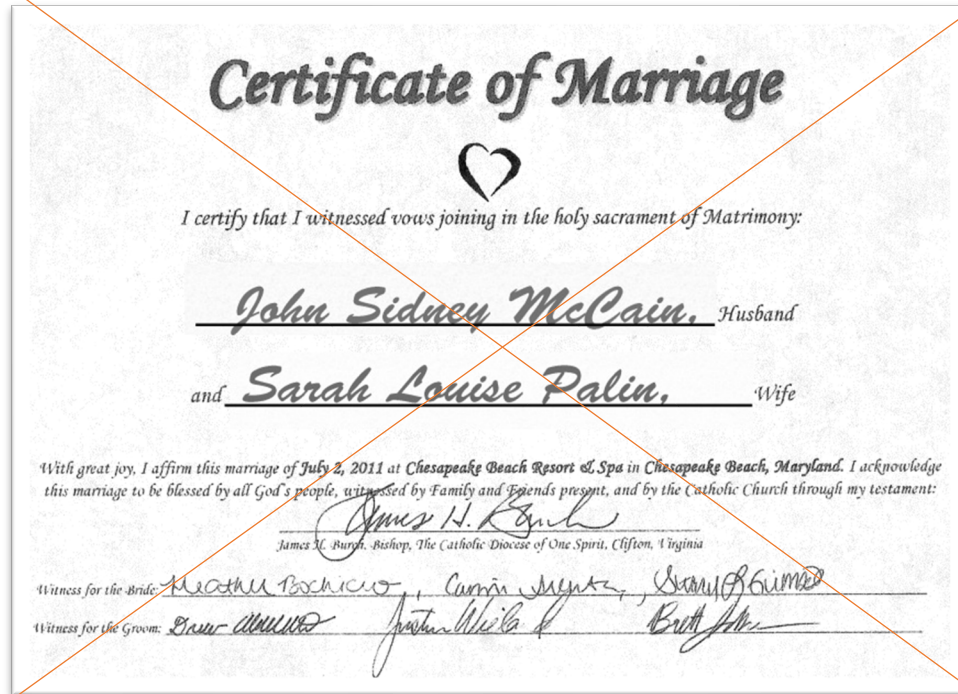 Certificate of Marriage
I certify that I witnessed vows joining in the holy sacrament of Matrimony:
John Sidney McCain, Husband
and Sarah Louise Palin, Wife
With great joy, I affirm this marriage of July 2, 2011 at Chesapeake Beach Resort & Spa in Chesapeake Beach, Maryland. I acknowledge
this marriage to be blessed by all God's people, witnessed by Family and Friends present, and by the Catholic Church through my testament:
James H. Burch
James H. Burch, Bishop, The Catholic Diocese of One Spirit, Clifton, Virginia
Witness for the Bride: Heather
Witness for the Groom: Drew Justin Brett